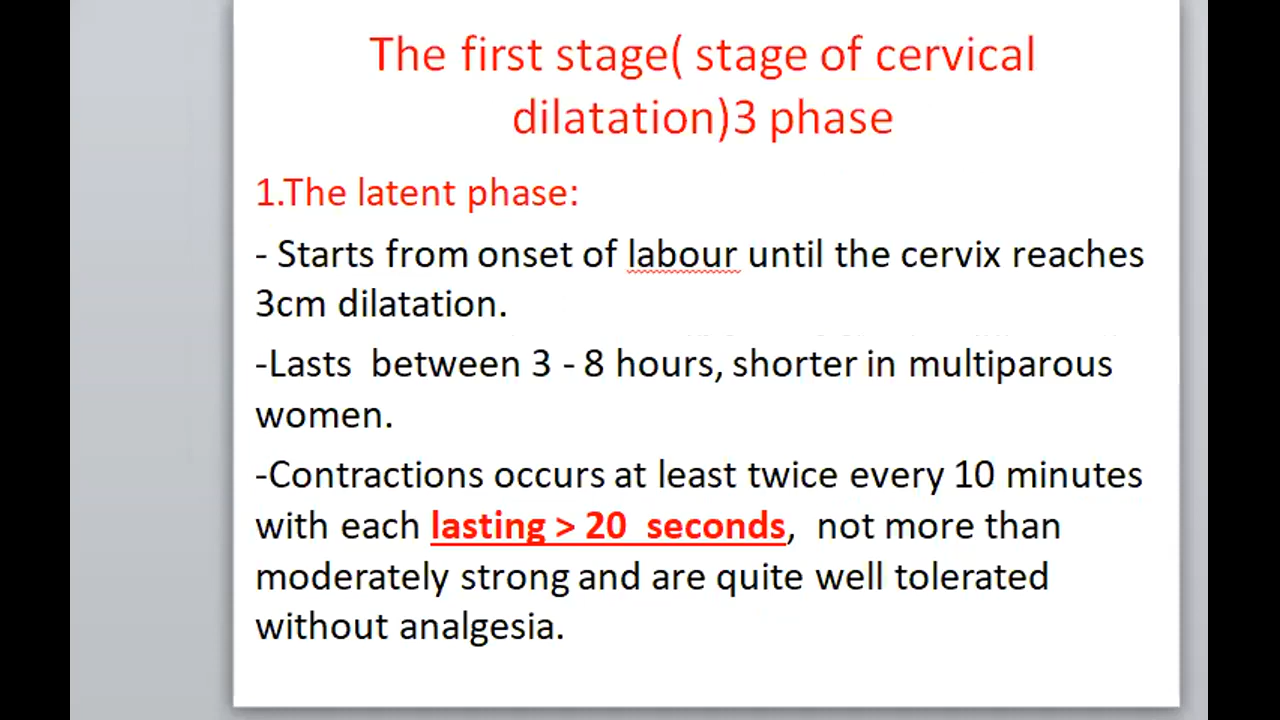 The first stage( stage of cervical
dilatation)3 phase
1.The latent phase:
- Starts from onset of labour until the cervix reaches
3cm dilatation.
-Lasts  between 3 - 8 hours, shorter in multiparous
women.
-Contractions occurs at least twice every 10 minutes
with each lasting > 20  seconds,  not more than
moderately strong and are quite well tolerated
without analgesia.